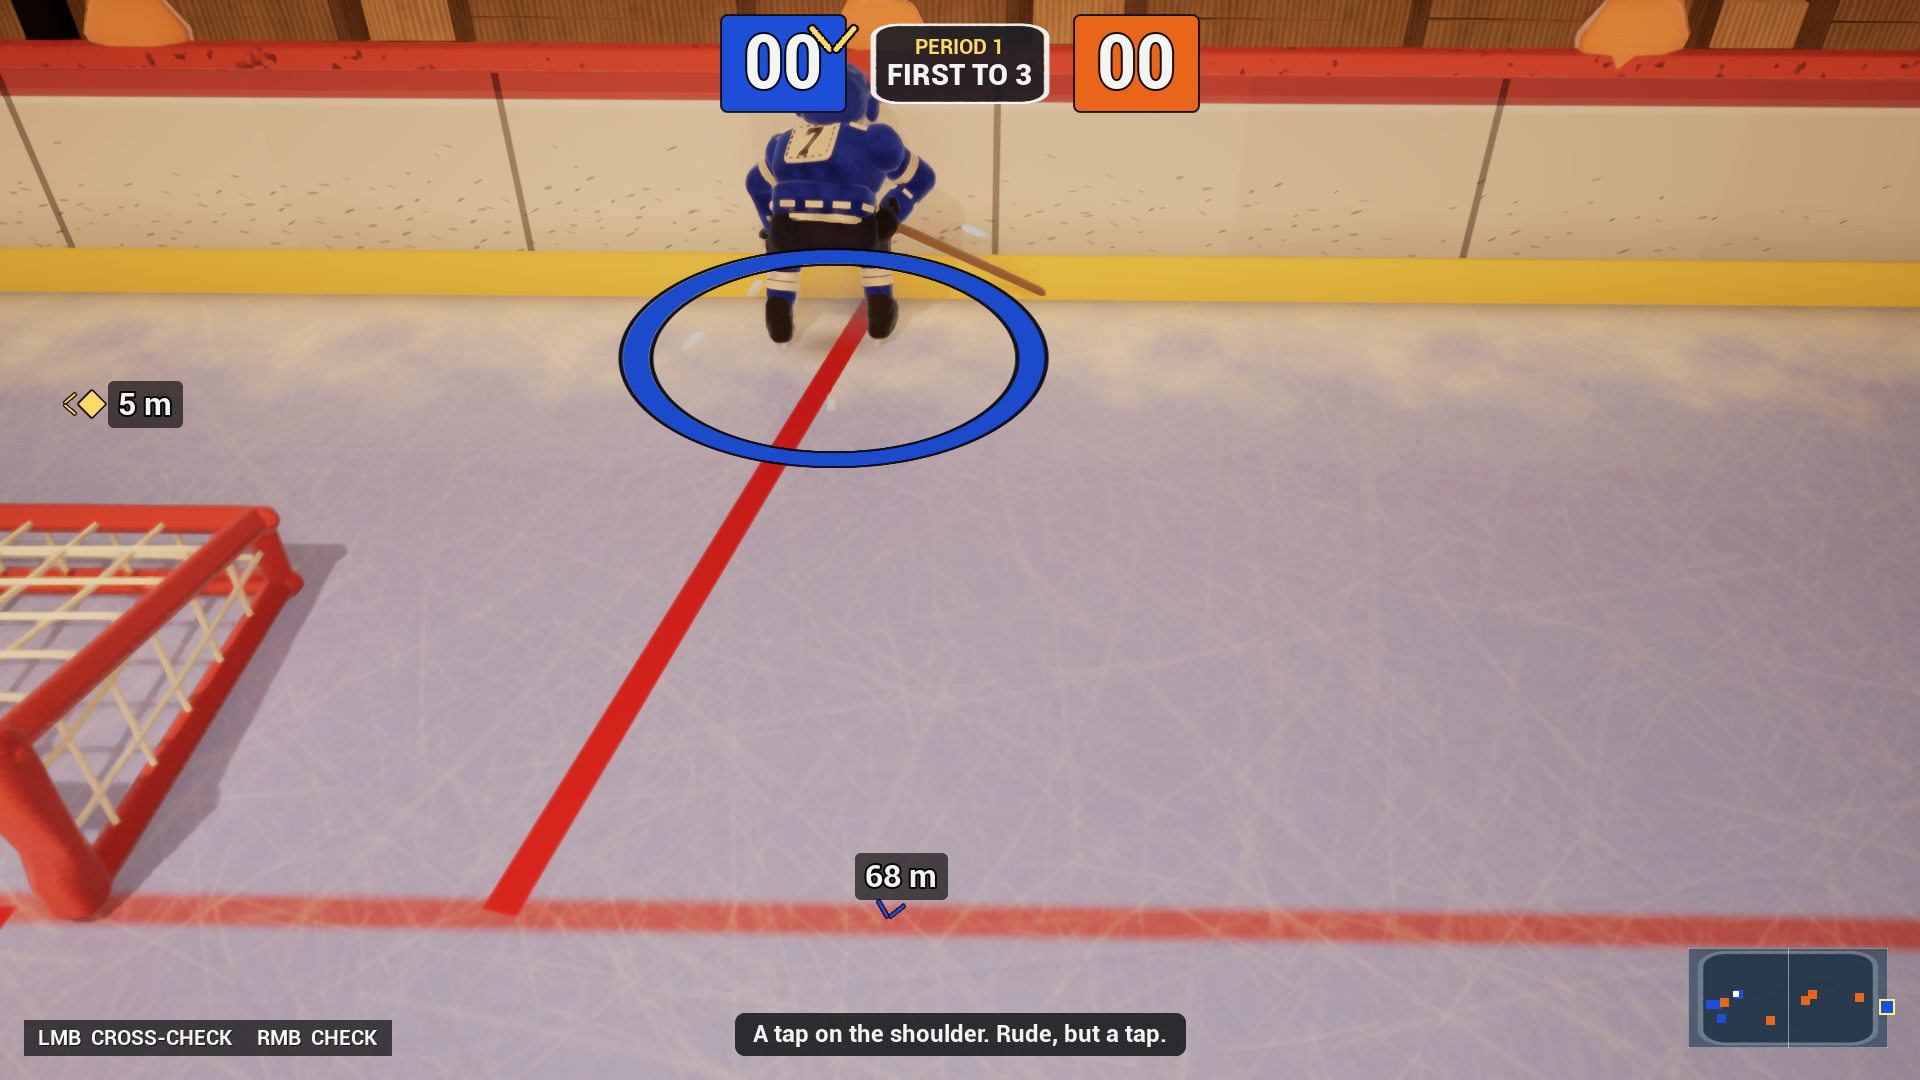 00
PERIOD 1
FIRST TO 3
00
7
5 m
68 m
LMB CROSS-CHECK RMB CHECK
A tap on the shoulder. Rude, but a tap.